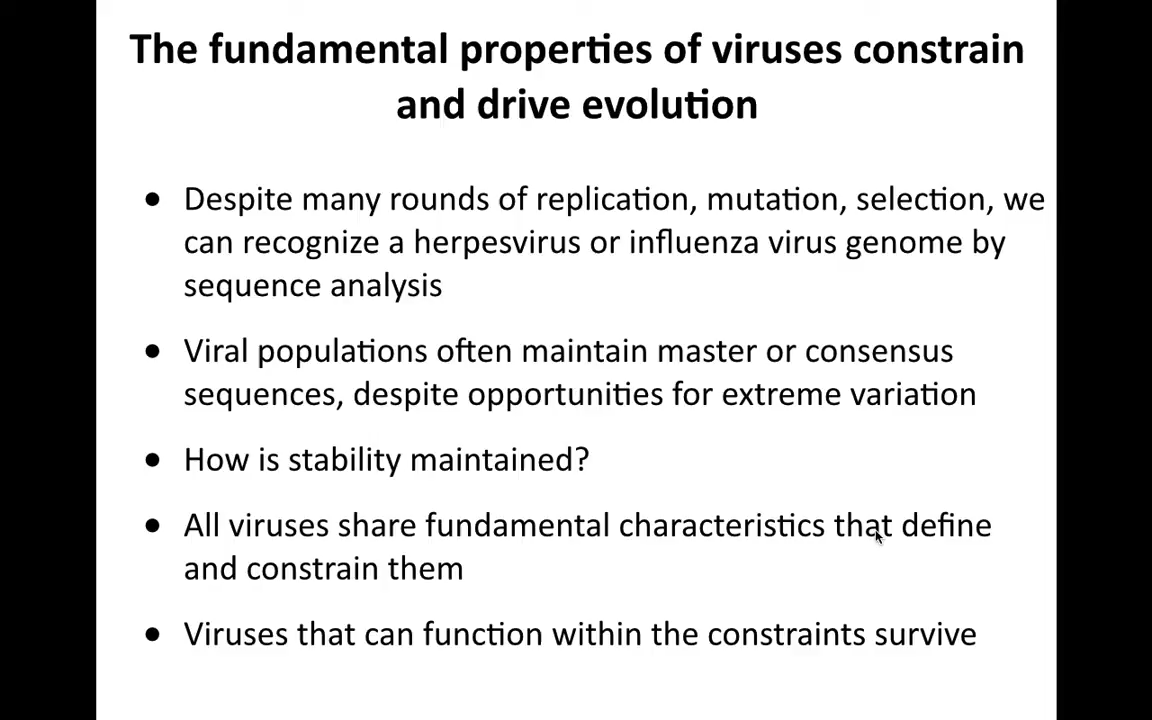 The fundamental properties of viruses constrain
and drive evolution
● Despite many rounds of replication, mutation, selection, we
can recognize a herpesvirus or influenza virus genome by
sequence analysis
● Viral populations often maintain master or consensus
sequences, despite opportunities for extreme variation
● How is stability maintained?
● All viruses share fundamental characteristics that define
and constrain them
● Viruses that can function within the constraints survive